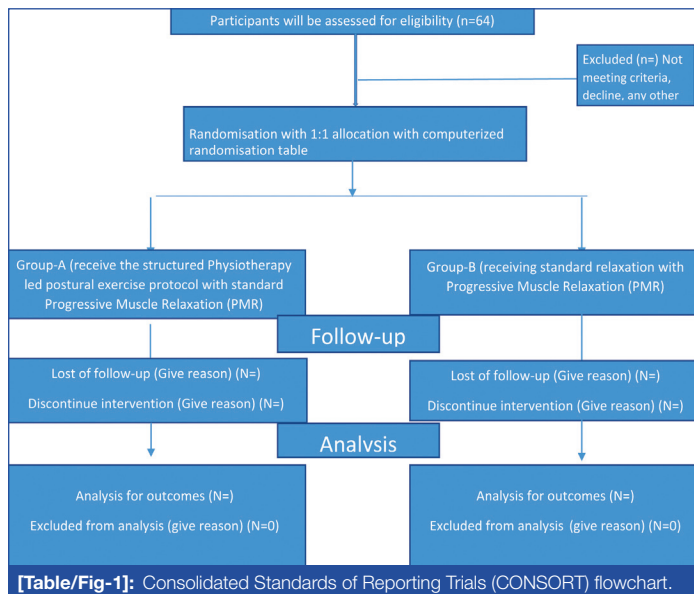 Participants will be assessed for eligibility (n=64)
Excluded (n=) Not
meeting criteria,
decline, any other
Randomisation with 1:1 allocation with computerized
randomisation table
Group-A (receive the structured Physiotherapy
led postural exercise protocol with standard
Progressive Muscle Relaxation (PMR)
Group-B (receiving standard relaxation with
Progressive Muscle Relaxation (PMR)
Follow-up
Lost of follow-up (Give reason) (N=)
Discontinue intervention (Give reason) (N=)
Lost of follow-up (Give reason) (N=)
Discontinue intervention (Give reason) (N=)
Analysis
Analysis for outcomes (N=)
Excluded from analysis (give reason) (N=0)
Analysis for outcomes (N=)
Excluded from analysis (give reason) (N=0)
[Table/Fig-1]: Consolidated Standards of Reporting Trials (CONSORT) flowchart.